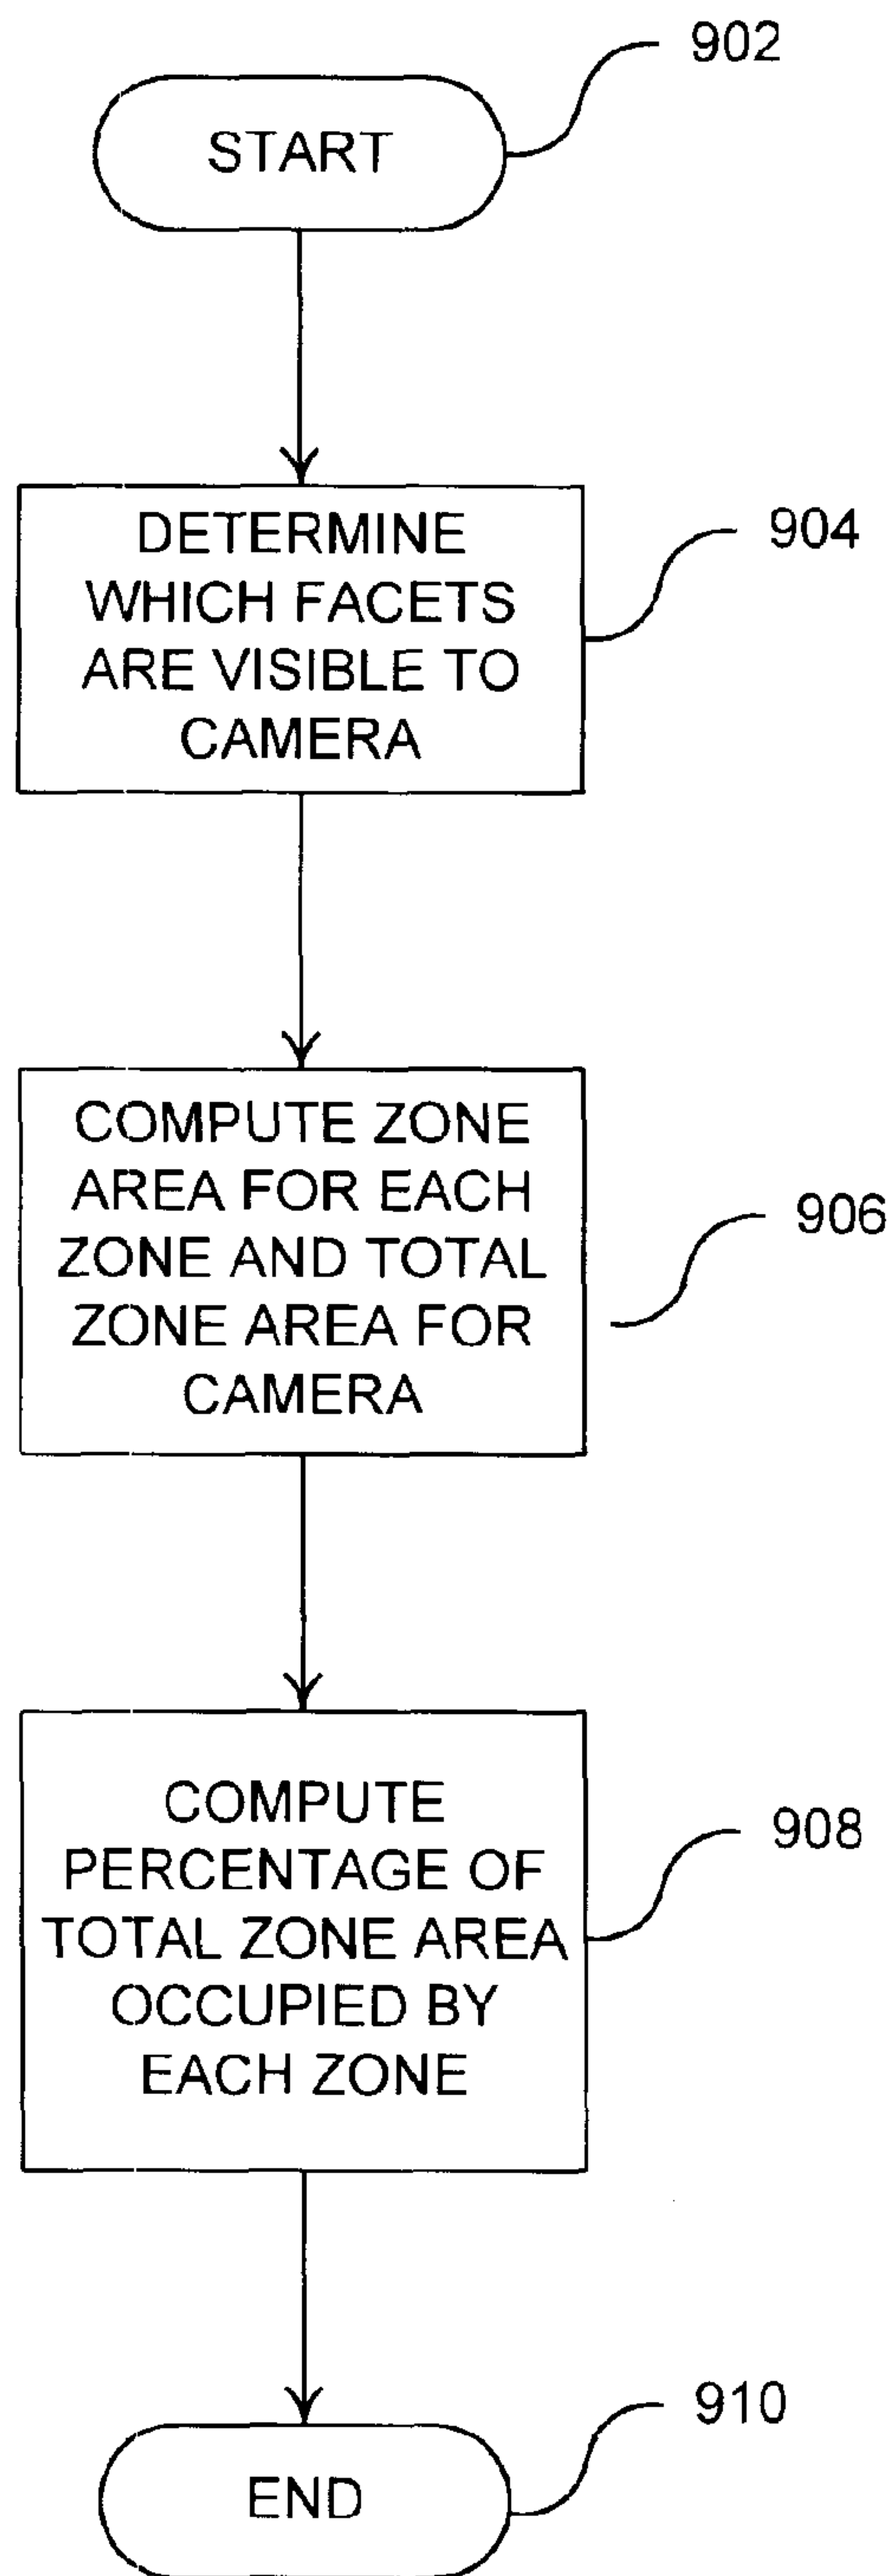 902
START
904
DETERMINE
WHICH FACETS
ARE VISIBLE TO
CAMERA
906
COMPUTE ZONE
AREA FOR EACH
ZONE AND TOTAL
ZONE AREA FOR
CAMERA
908
COMPUTE
PERCENTAGE OF
TOTAL ZONE AREA
OCCUPIED BY
EACH ZONE
910
END